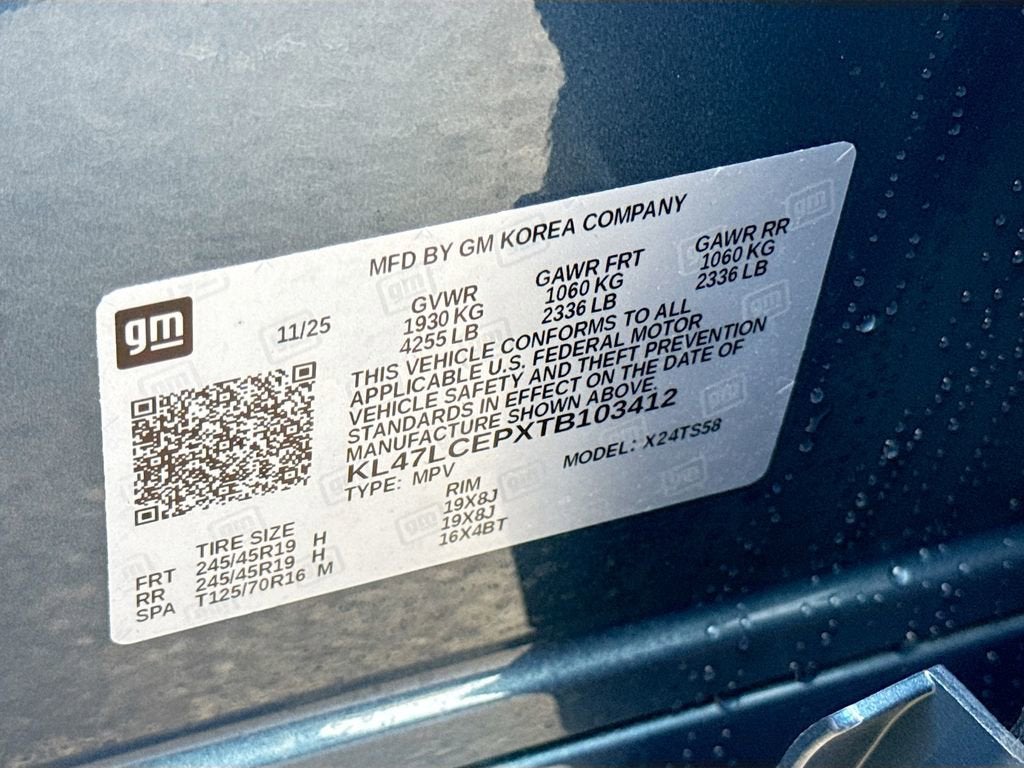 MFD BY GM KOREA COMPANY
gm
11/25
GVWR GAWR FRT GAWR RR
1930 KG 1060 KG 1060 KG
4255 LB 2336 LB 2336 LB
THIS VEHICLE CONFORMS TO ALL
APPLICABLE U.S. FEDERAL MOTOR
VEHICLE SAFETY AND THEFT PREVENTION
STANDARDS IN EFFECT ON THE DATE OF
MANUFACTURE SHOWN ABOVE.
KL47LCEPXTB103412
TYPE: MPV MODEL: X24TS58
TIRE SIZE RIM
FRT 245/45R19 H 19X8J
RR 245/45R19 H 19X8J
SPA T125/70R16 M 16X4BT